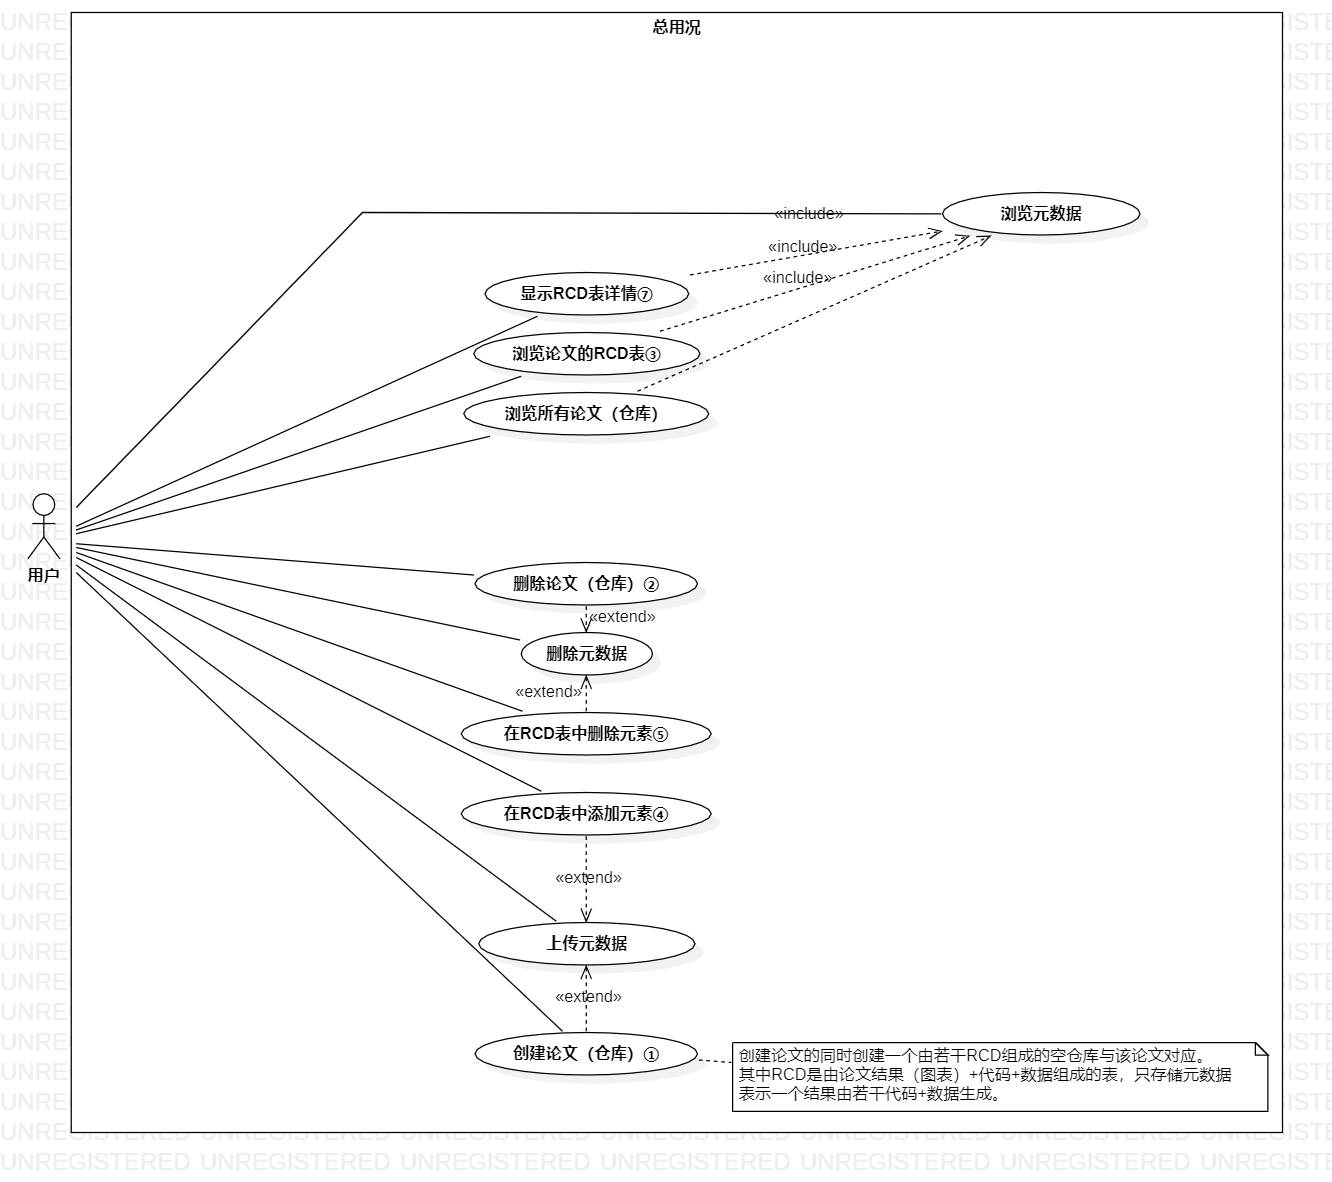 总用况
«include»
浏览元数据
«include»
«include»
显示RCD表详情⑦
浏览论文的RCD表③
浏览所有论文（仓库）
用户
删除论文（仓库）②
«extend»
删除元数据
«extend»
在RCD表中删除元素⑤
在RCD表中添加元素④
«extend»
上传元数据
«extend»
创建论文（仓库）①
创建论文的同时创建一个由若干RCD组成的空仓库与该论文对应。
其中RCD是由论文结果（图表）+代码+数据组成的表，只存储元数据
表示一个结果由若干代码+数据生成。
UNREGISTERED UNREGISTERED UNREGISTERED UNREGISTERED UNREGISTERED UNREGISTERED UNREGISTE